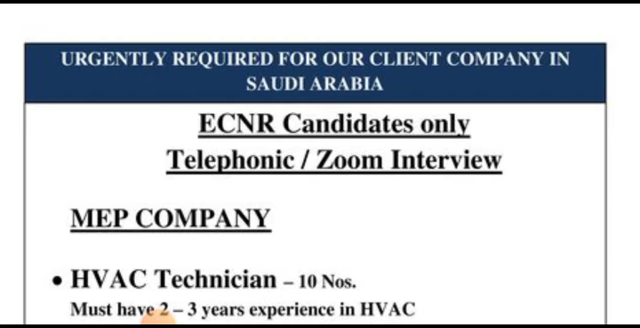 URGENTLY REQUIRED FOR OUR CLIENT COMPANY IN
SAUDI ARABIA
ECNR Candidates only
Telephonic / Zoom Interview
MEP COMPANY
• HVAC Technician – 10 Nos.
Must have 2 – 3 years experience in HVAC